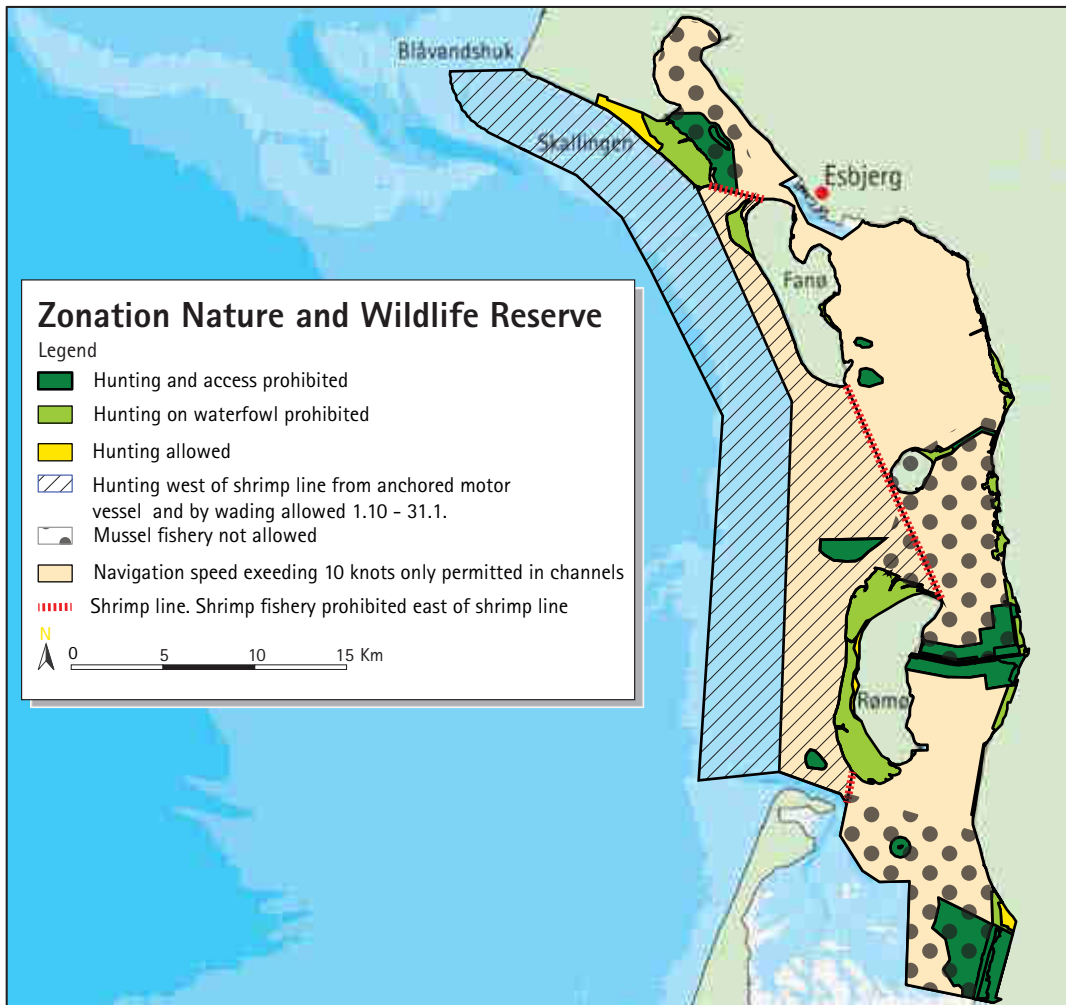 Blåvandshuk
Skallingen
Esbjerg
Fanø
Zonation Nature and Wildlife Reserve
Legend
Hunting and access prohibited
Hunting on waterfowl prohibited
Hunting allowed
Hunting west of shrimp line from anchored motor
vessel and by wading allowed 1.10 - 31.1.
Mussel fishery not allowed
Navigation speed exeeding 10 knots only permitted in channels
Shrimp line. Shrimp fishery prohibited east of shrimp line
N
0 5 10 15 Km
Rømø